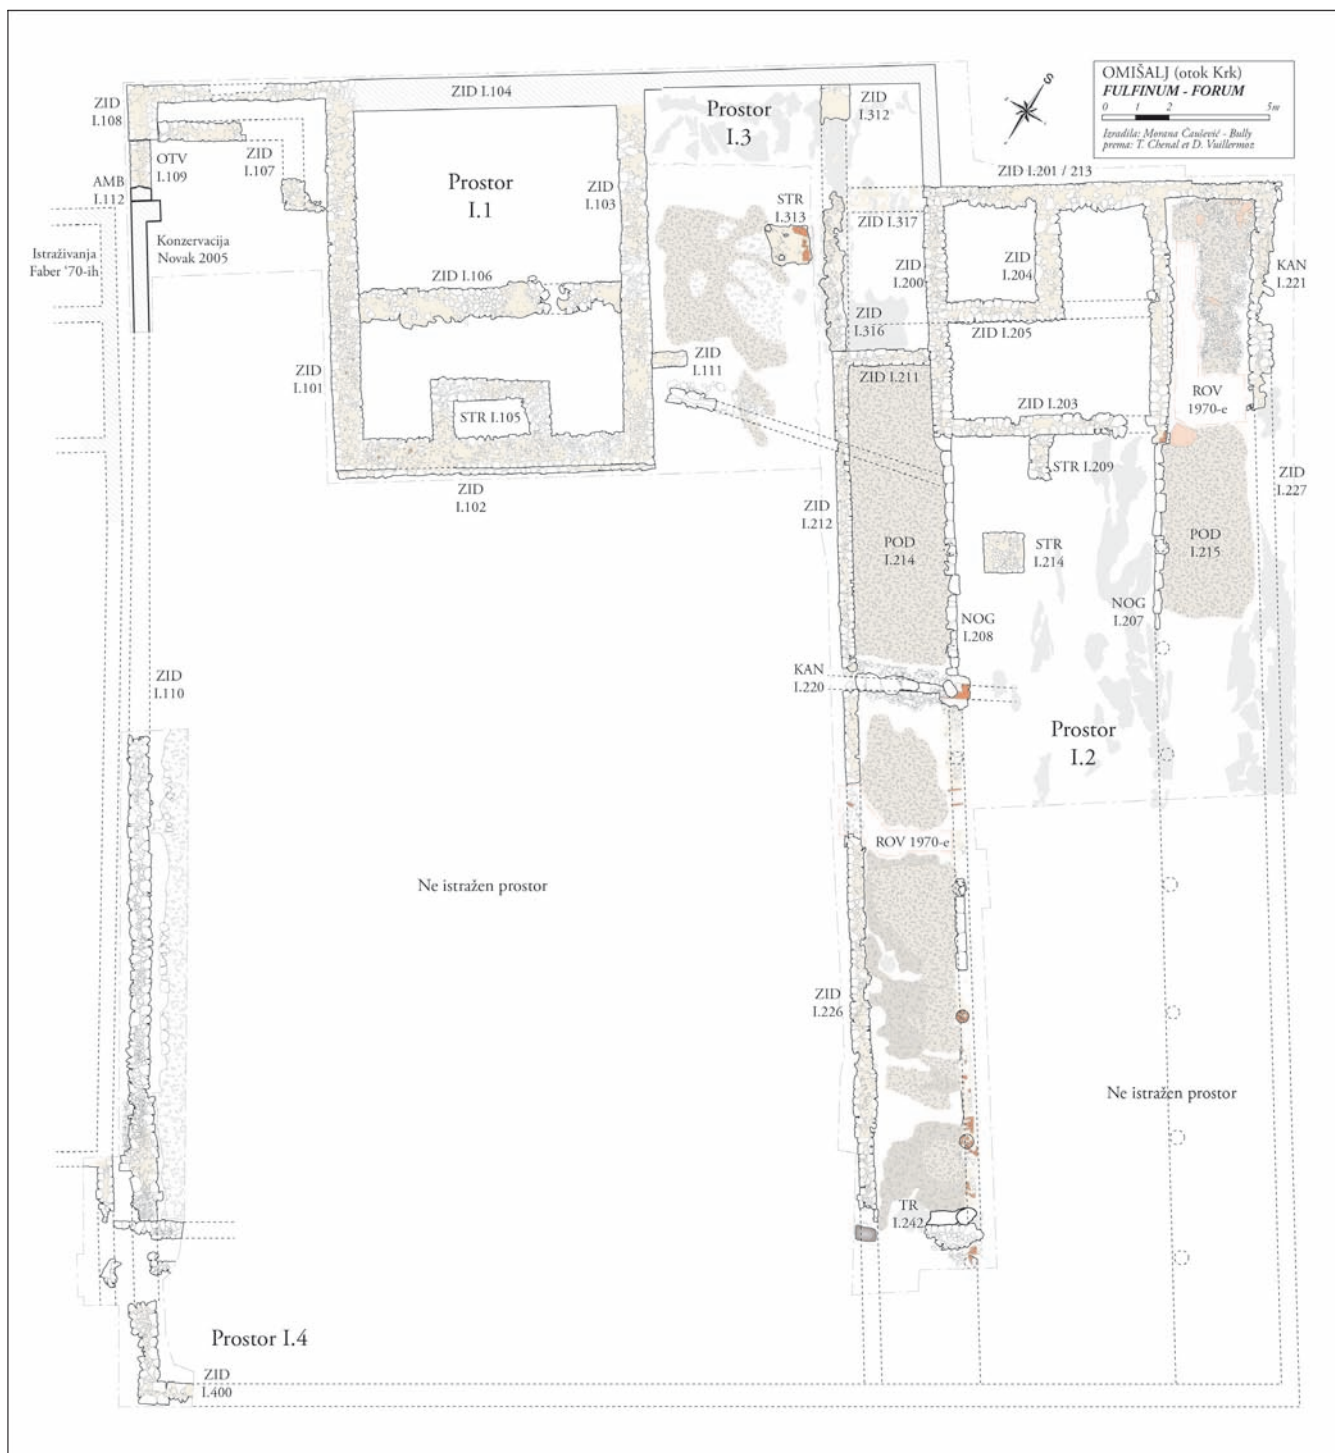 OMIŠALJ (otok Krk)
FULFINUM - FORUM
0 1 2 5m
Izradila: Morana Čaušević - Bully
prema: T. Chenal et D. Vuillermoz
S
ZID I.104
ZID
I.108
OTV
I.109
ZID
I.107
AMB
I.112
Konzervacija
Novak 2005
Istraživanja
Faber '70-ih
Prostor
I.1
ZID
I.103
ZID I.106
ZID
I.101
STR I.105
ZID
I.102
ZID
I.111
Prostor
I.3
ZID
I.312
STR
I.313
ZID I.317
ZID
I.316
ZID I.201 / 213
ZID
I.200
ZID
I.204
ZID I.205
KAN
I.221
ZID I.211
ZID I.203
ROV
1970-e
STR I.209
ZID
I.227
ZID
I.212
POD
I.214
STR
I.214
POD
I.215
NOG
I.208
NOG
I.207
KAN
I.220
ZID
I.110
Prostor
I.2
ROV 1970-e
Ne istražen prostor
ZID
I.226
Ne istražen prostor
TR
I.242
Prostor I.4
ZID
I.400